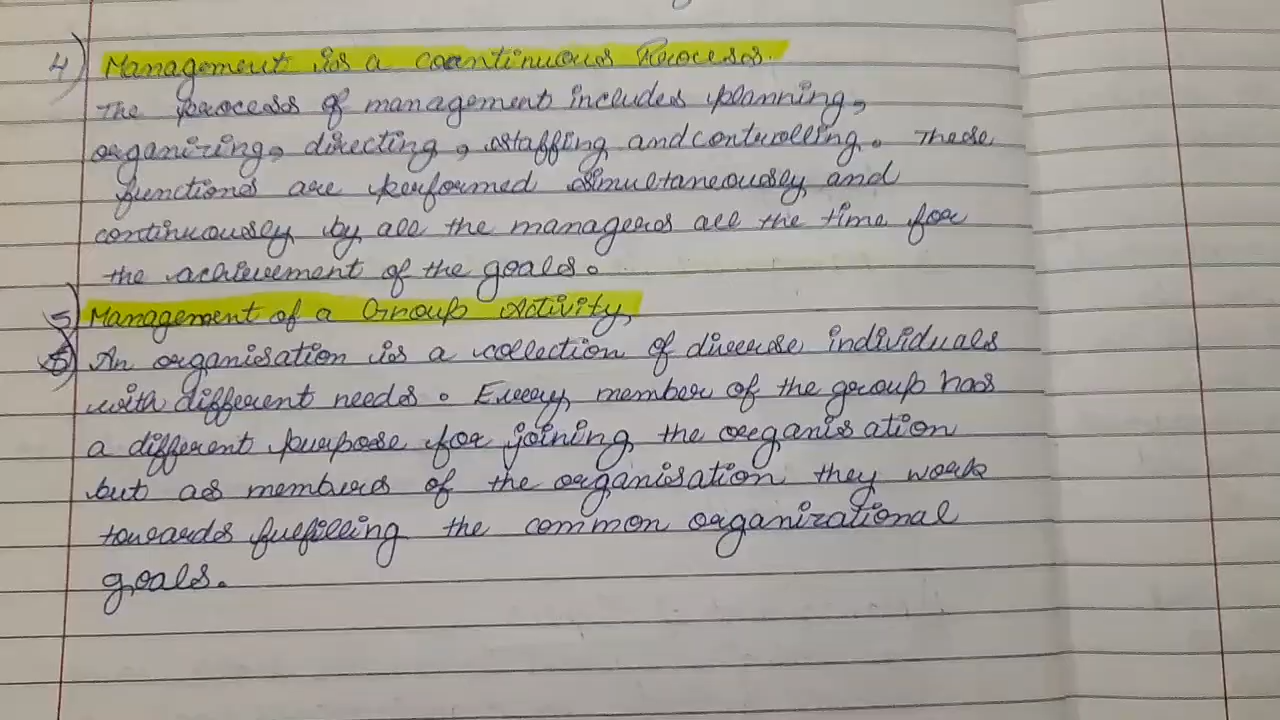 4) Management is a continuous Process.
The process of management includes planning,
organizing, directing, staffing and controlling. These
functions are performed simultaneously and
continuously by all the managers all the time for
the achievement of the goals.
5) Management of a Group Activity
An organisation is a collection of diverse individuals
with different needs. Every member of the group has
a different purpose for joining the organisation
but as members of the organisation they work
towards fulfilling the common organizational
goals.